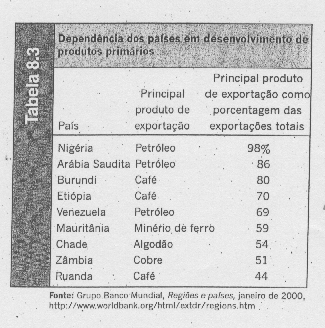 Tabela 8.3
Dependência dos países em desenvolvimento de
produtos primários
Principal produto
Principal de exportação como
produto de porcentagem das
País exportação exportações totais
Nigéria Petróleo 98%
Arábia Saudita Petróleo 86
Burundi Café 80
Etiópia Café 70
Venezuela Petróleo 69
Mauritânia Minério de ferro 59
Chade Algodão 54
Zâmbia Cobre 51
Ruanda Café 44
Fonte: Grupo Banco Mundial, Regiões e países, janeiro de 2000,
http://www.worldbank.org/html/extdr/regions.htm